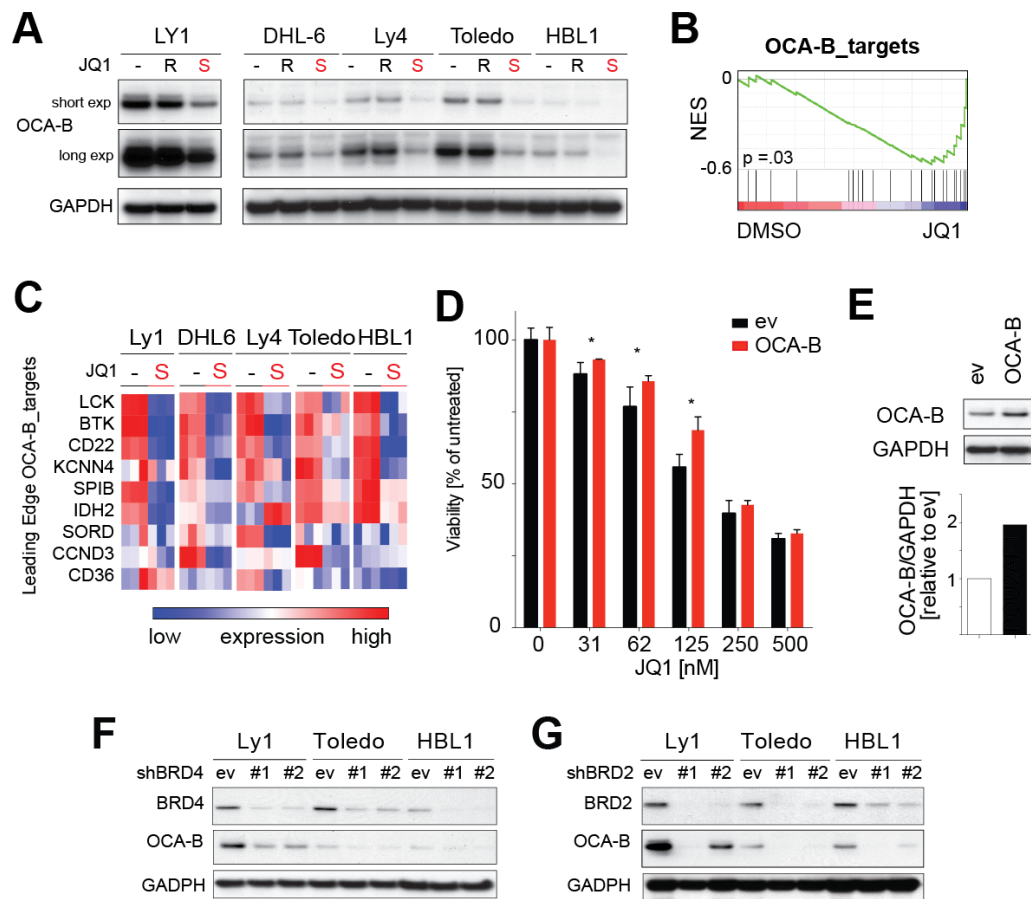 A
LY1 DHL-6 Ly4 Toledo HBL1
JQ1 - R S - R S - R S - R S - R S
short exp
OCA-B
long exp
GAPDH
B
OCA-B_targets
0
NES
p =.03
-0.6
DMSO JQ1
C
Ly1 DHL6 Ly4 Toledo HBL1
JQ1 - S - S - S - S - S
Leading Edge OCA-B_targets
LCK
BTK
CD22
KCNN4
SPIB
IDH2
SORD
CCND3
CD36
low expression high
D
ev
OCA-B
Viability [% of untreated]
100
50
0
* * *
0 31 62 125 250 500
JQ1 [nM]
E
ev OCA-B
OCA-B
GAPDH
OCA-B/GAPDH
[relative to ev]
2
1
F
Ly1 Toledo HBL1
shBRD4 ev #1 #2 ev #1 #2 ev #1 #2
BRD4
OCA-B
GADPH
G
Ly1 Toledo HBL1
shBRD2 ev #1 #2 ev #1 #2 ev #1 #2
BRD2
OCA-B
GADPH